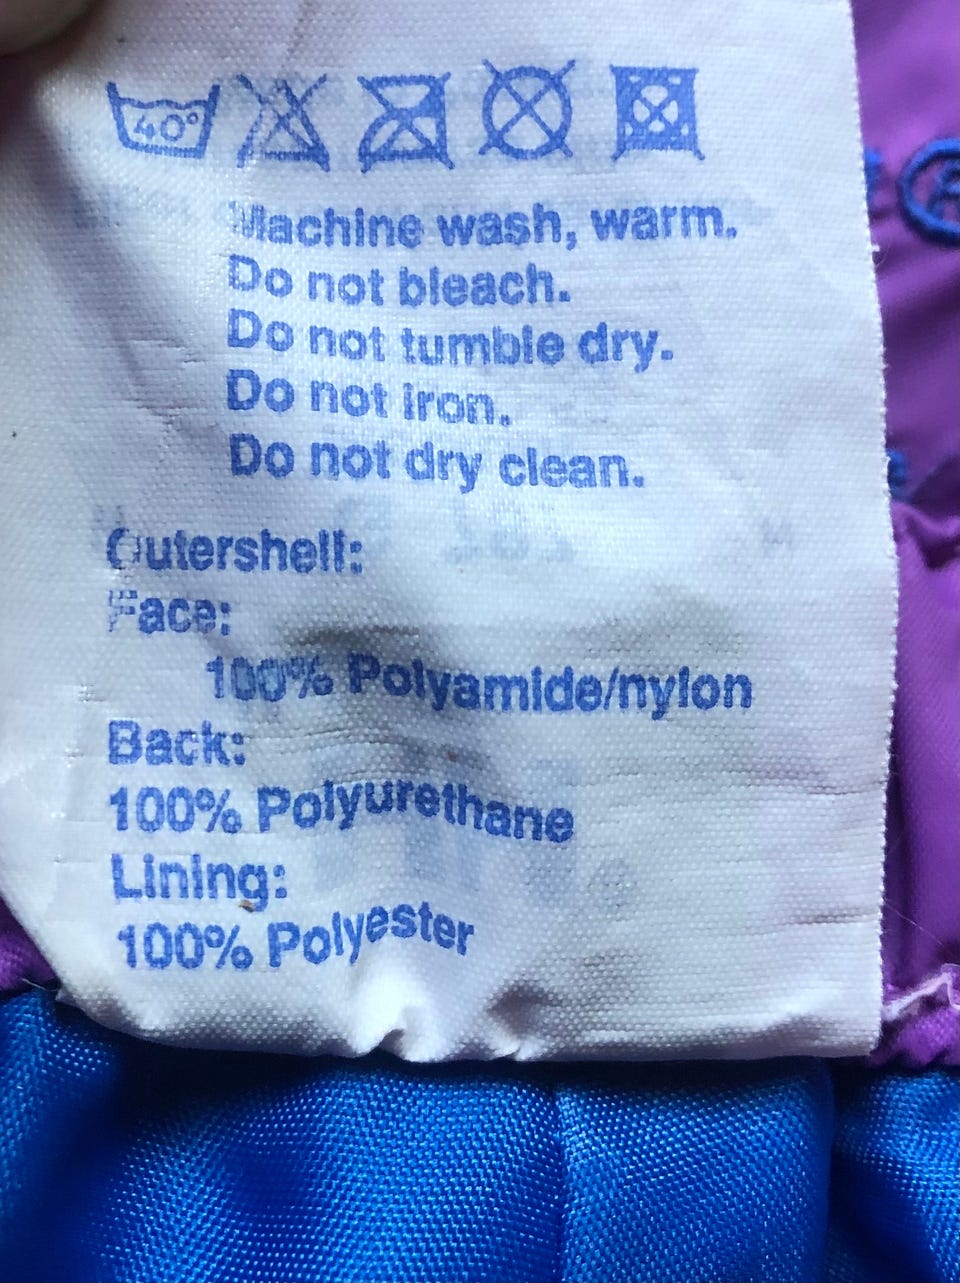 40°
Machine wash, warm.
Do not bleach.
Do not tumble dry.
Do not iron.
Do not dry clean.
Outershell:
Face:
100% Polyamide/nylon
Back:
100% Polyurethane
Lining:
100% Polyester
®